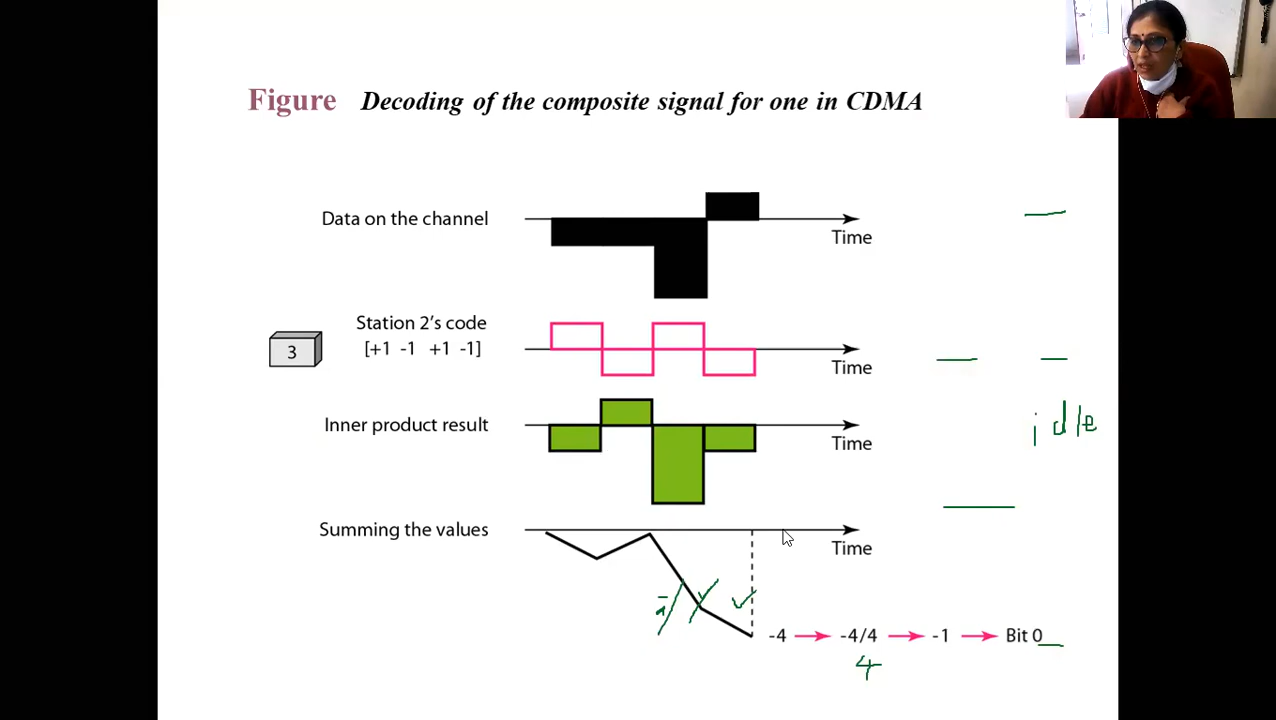 Figure Decoding of the composite signal for one in CDMA
Data on the channel
Time
Station 2's code
[+1 -1 +1 -1]
3
Time
Inner product result
Time
idle
Summing the values
Time
-4 -4/4 -1 Bit 0
4